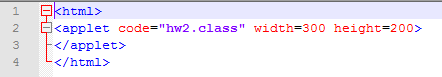 1 <html>
2 <applet code="hw2.class" width=300 height=200>
3 </applet>
4 </html>